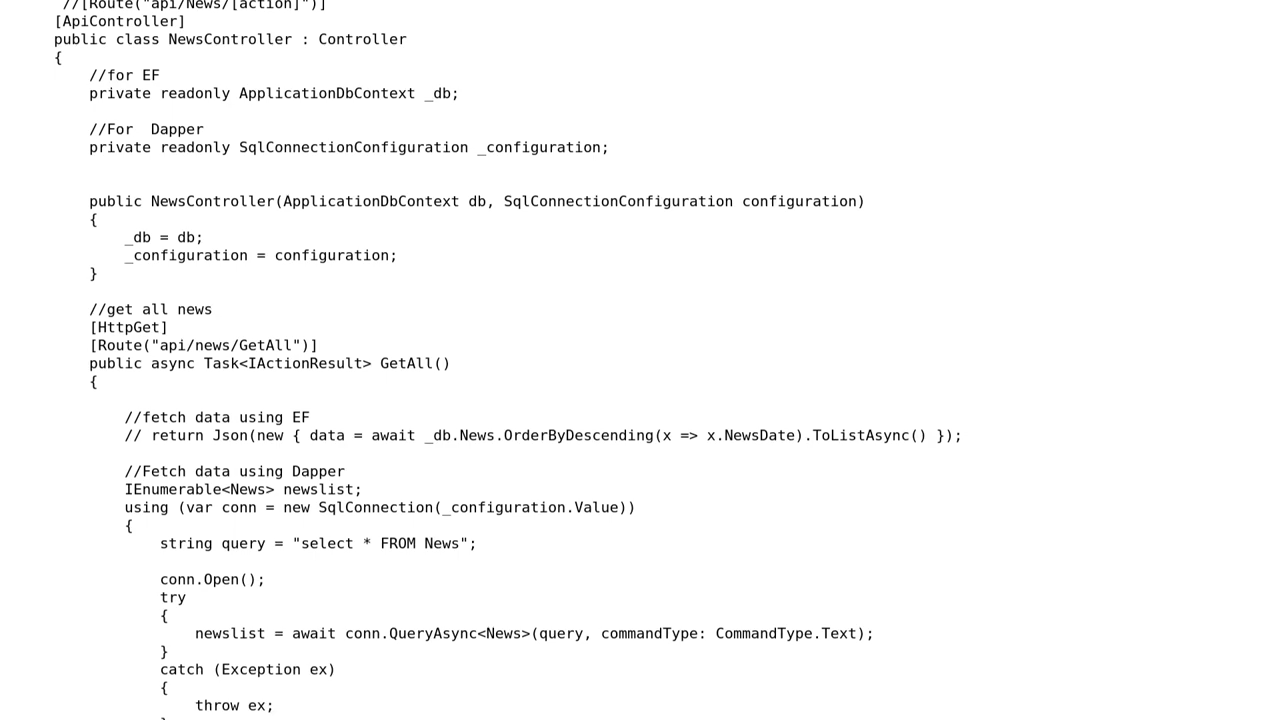 //[Route("api/News/[action]")]
[ApiController]
public class NewsController : Controller
{
//for EF
private readonly ApplicationDbContext _db;
//For  Dapper
private readonly SqlConnectionConfiguration _configuration;
public NewsController(ApplicationDbContext db, SqlConnectionConfiguration configuration)
{
_db = db;
_configuration = configuration;
}
//get all news
[HttpGet]
[Route("api/news/GetAll")]
public async Task<IActionResult> GetAll()
{
//fetch data using EF
// return Json(new { data = await _db.News.OrderByDescending(x => x.NewsDate).ToListAsync() });
//Fetch data using Dapper
IEnumerable<News> newslist;
using (var conn = new SqlConnection(_configuration.Value))
{
string query = "select * FROM News";
conn.Open();
try
{
newslist = await conn.QueryAsync<News>(query, commandType: CommandType.Text);
}
catch (Exception ex)
{
throw ex;